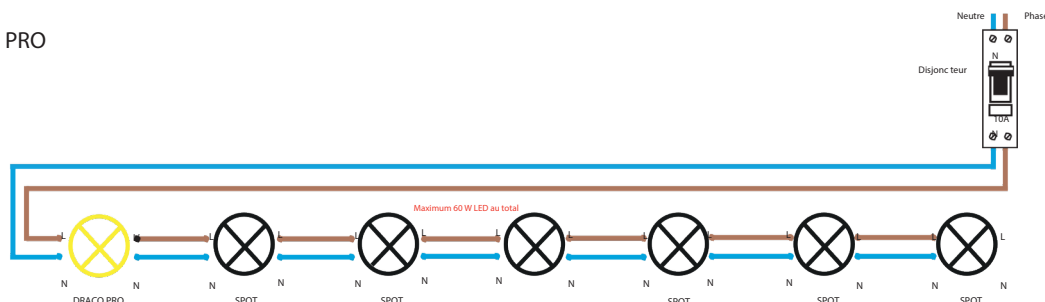 Neutre Phase
PRO
N
Disjonc teur
10A
N
Maximum 60 W LED au total
L L L L L L L L L L L L L
N N N N N N N N N N N N N N
DRACO PRO SPOT SPOT SPOT SPOT SPOT